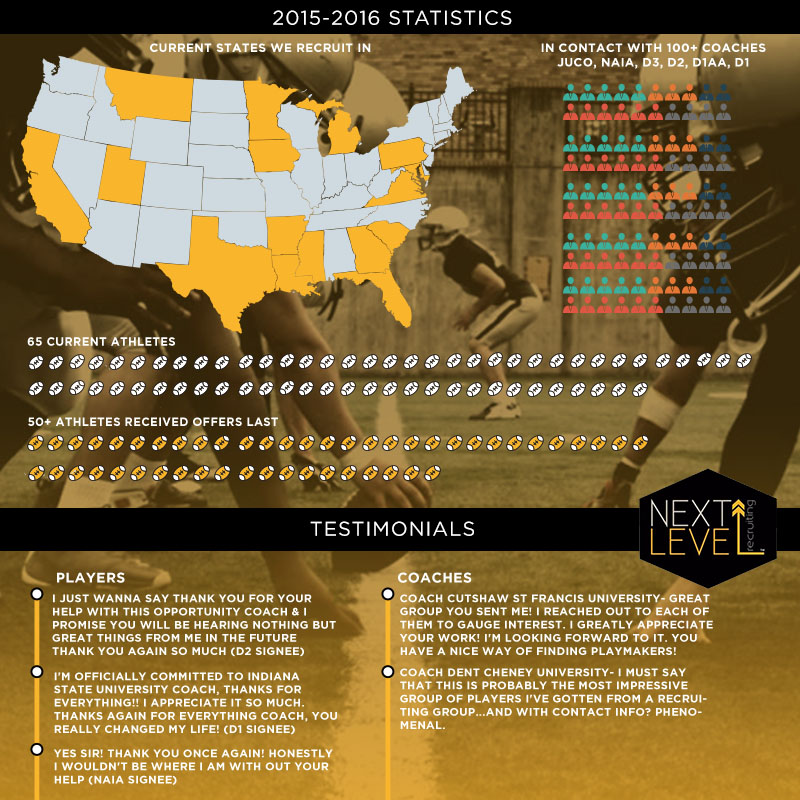 2015-2016 STATISTICS
CURRENT STATES WE RECRUIT IN
IN CONTACT WITH 100+ COACHES
JUCO, NAIA, D3, D2, D1AA, D1
65 CURRENT ATHLETES
50+ ATHLETES RECEIVED OFFERS LAST
NEXT
LEVEL
recruiting
TESTIMONIALS
PLAYERS
I JUST WANNA SAY THANK YOU FOR YOUR
HELP WITH THIS OPPORTUNITY COACH & I
PROMISE YOU WILL BE HEARING NOTHING BUT
GREAT THINGS FROM ME IN THE FUTURE
THANK YOU AGAIN SO MUCH (D2 SIGNEE)
I'M OFFICIALLY COMMITTED TO INDIANA
STATE UNIVERSITY COACH, THANKS FOR
EVERYTHING!! I APPRECIATE IT SO MUCH.
THANKS AGAIN FOR EVERYTHING COACH, YOU
REALLY CHANGED MY LIFE! (D1 SIGNEE)
YES SIR! THANK YOU ONCE AGAIN! HONESTLY
I WOULDN'T BE WHERE I AM WITH OUT YOUR
HELP (NAIA SIGNEE)
COACHES
COACH CUTSHAW ST FRANCIS UNIVERSITY- GREAT
GROUP YOU SENT ME! I REACHED OUT TO EACH OF
THEM TO GAUGE INTEREST. I GREATLY APPRECIATE
YOUR WORK! I'M LOOKING FORWARD TO IT. YOU
HAVE A NICE WAY OF FINDING PLAYMAKERS!
COACH DENT CHENEY UNIVERSITY- I MUST SAY
THAT THIS IS PROBABLY THE MOST IMPRESSIVE
GROUP OF PLAYERS I'VE GOTTEN FROM A RECRUI-
TING GROUP...AND WITH CONTACT INFO? PHENO-
MENAL.